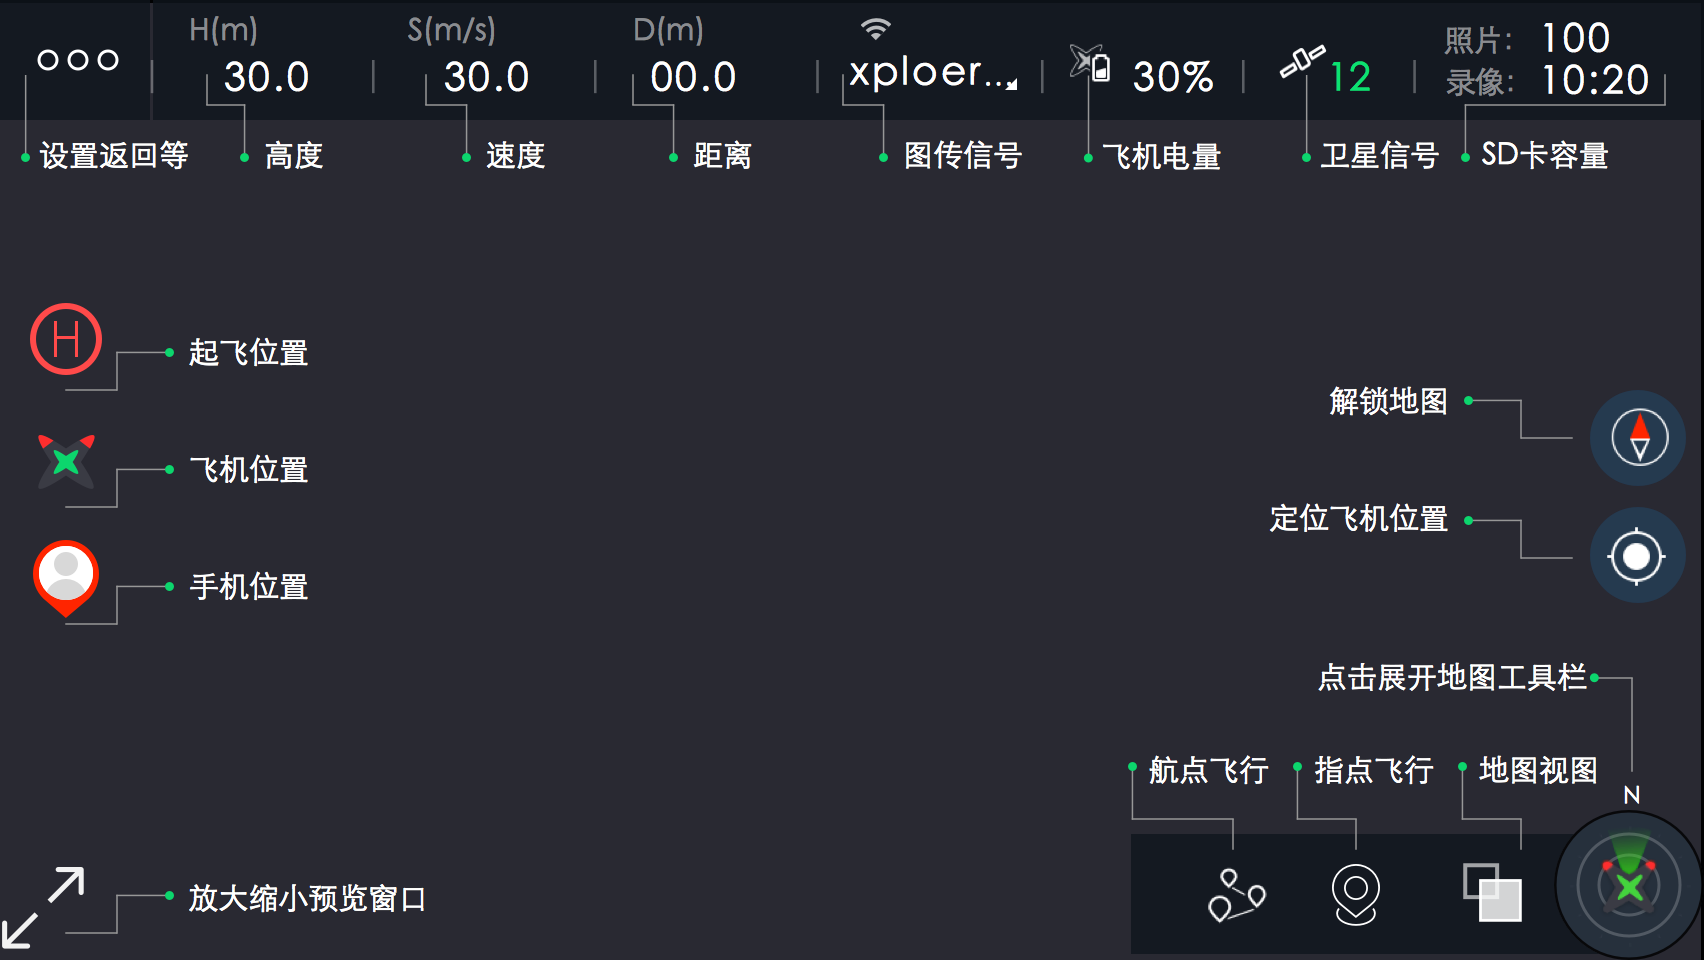 H(m) S(m/s) D(m) 照片: 100
30.0 30.0 00.0 xploer... 30% 12 录像: 10:20
设置返回等 高度 速度 距离 图传信号 飞机电量 卫星信号 SD卡容量
H 起飞位置
解锁地图
飞机位置
定位飞机位置
手机位置
点击展开地图工具栏
航点飞行 指点飞行 地图视图
N
放大缩小预览窗口